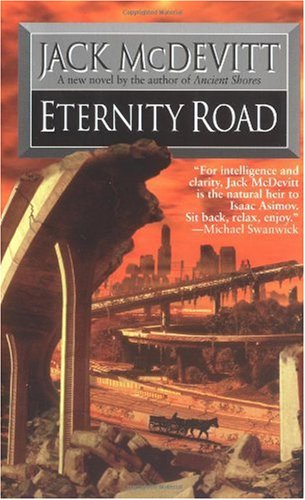 JACK McDEVITT
A new novel by the author of Ancient Shores
ETERNITY ROAD
"For intelligence and
clarity, Jack McDevitt
is the natural heir to
Isaac Asimov.
Sit back, relax, enjoy."
—Michael Swanwick